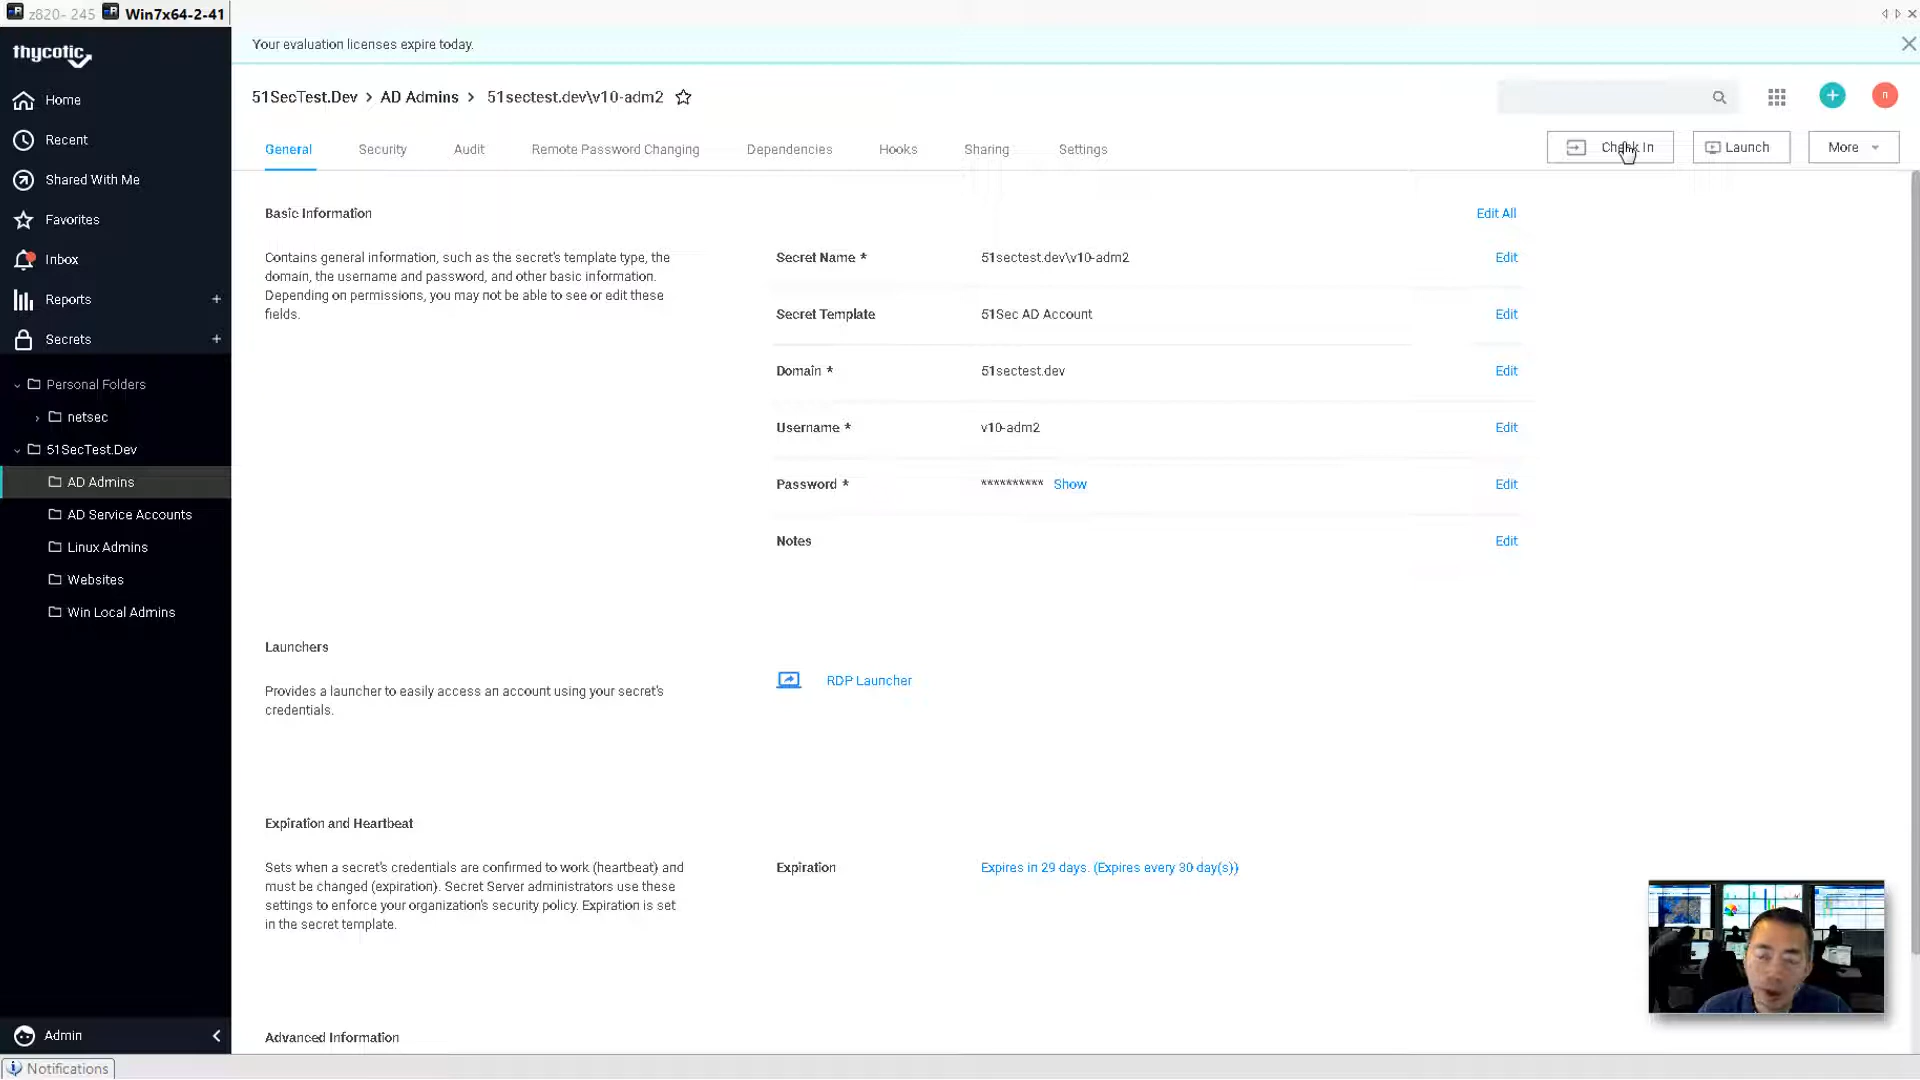 z820- 245
Win7x64-2-41
thycotic
Your evaluation licenses expire today.
Home
Recent
Shared With Me
Favorites
Inbox
Reports
Secrets
Personal Folders
netsec
51SecTest.Dev
AD Admins
AD Service Accounts
Linux Admins
Websites
Win Local Admins
Admin
Notifications
51SecTest.Dev > AD Admins > 51sectest.dev\v10-adm2
General
Security
Audit
Remote Password Changing
Dependencies
Hooks
Sharing
Settings
Check In
Launch
More
Basic Information
Edit All
Contains general information, such as the secret's template type, the
domain, the username and password, and other basic information.
Depending on permissions, you may not be able to see or edit these
fields.
Secret Name * 51sectest.dev\v10-adm2 Edit
Secret Template 51Sec AD Account Edit
Domain * 51sectest.dev Edit
Username * v10-adm2 Edit
Password * ********** Show Edit
Notes Edit
Launchers
Provides a launcher to easily access an account using your secret's
credentials.
RDP Launcher
Expiration and Heartbeat
Sets when a secret's credentials are confirmed to work (heartbeat) and
must be changed (expiration). Secret Server administrators use these
settings to enforce your organization's security policy. Expiration is set
in the secret template.
Expiration Expires in 29 days. (Expires every 30 day(s))
Advanced Information